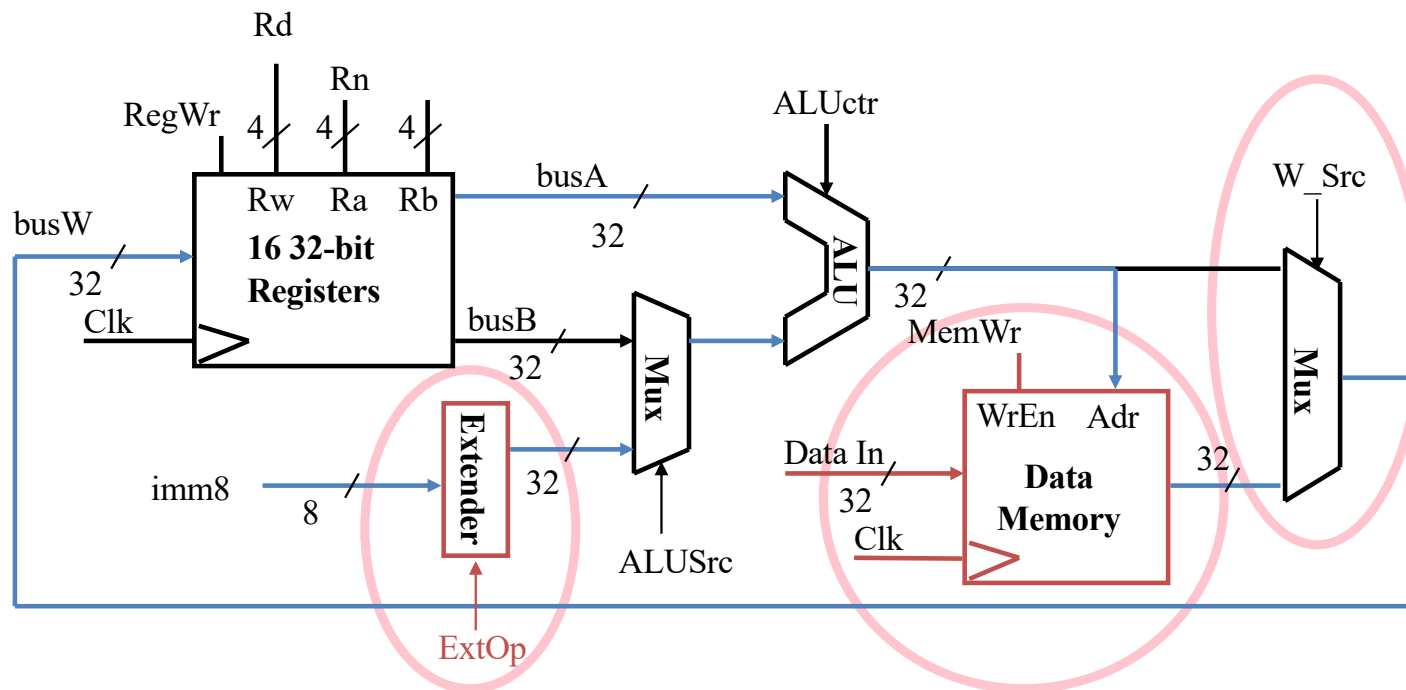 Rd
Rn
RegWr
4
4
4
ALUctr
busA
32
W_Src
Rw
Ra
Rb
busW
32
16 32-bit
Registers
Clk
ALU
32
busB
32
MemWr
Mux
Mux
WrEn
Adr
Extender
32
imm8
8
Data In
32
Data
Memory
32
Clk
ALUSrc
ExtOp